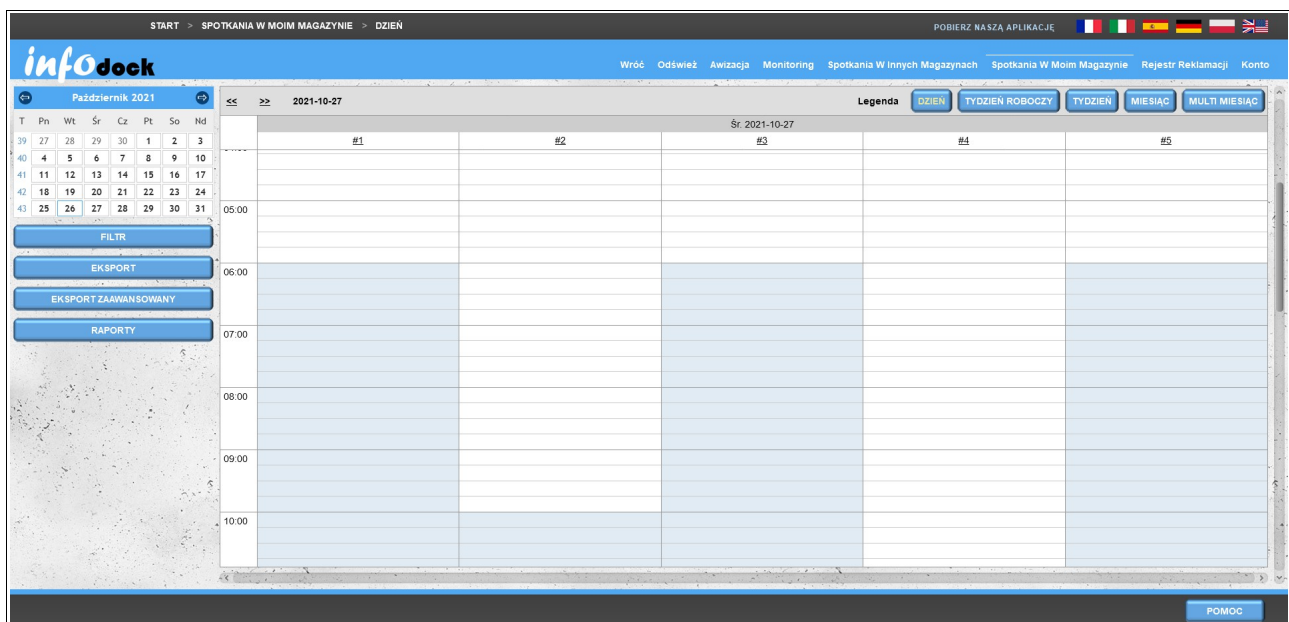 START > SPOTKANIA W MOIM MAGAZYNIE > DZIEŃ POBIERZ NASZĄ APLIKACJĘ
infodock Wróć Odśwież Awizacja Monitoring Spotkania W Innych Magazynach Spotkania W Moim Magazynie Rejestr Reklamacji Konto
Październik 2021
T Pn Wt Śr Cz Pt So Nd
39 27 28 29 30 1 2 3
40 4 5 6 7 8 9 10
41 11 12 13 14 15 16 17
42 18 19 20 21 22 23 24
43 25 26 27 28 29 30 31
FILTR
EKSPORT
EKSPORT ZAAWANSOWANY
RAPORTY
<< >> 2021-10-27 Legenda DZIEŃ TYDZIEŃ ROBOCZY TYDZIEŃ MIESIĄC MULTI MIESIĄC
Śr. 2021-10-27
#1 #2 #3 #4 #5
05:00
06:00
07:00
08:00
09:00
10:00
POMOC